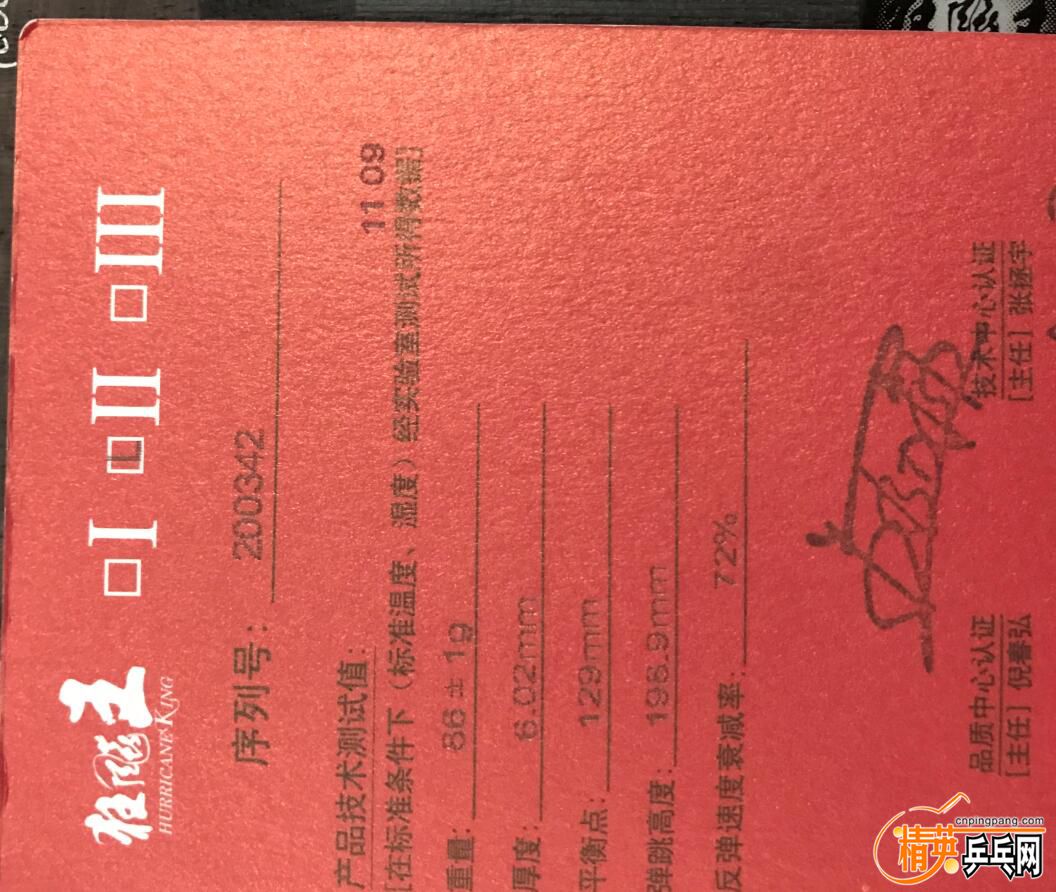 狂飚王 □I □II □III
HURRICANE KING
序列号：200342
产品技术测试值：
11 09
[在标准条件下（标准温度、湿度）经实验室测试所得数据]
重量：86±1g
厚度：6.02mm
平衡点：129mm
弹跳高度：198.9mm
反弹速度衰减率：72%
品质中心认证 技术中心认证
[主任] 倪春弘 [主任] 张拯宇
cnpingpang.com
精英乒乓网